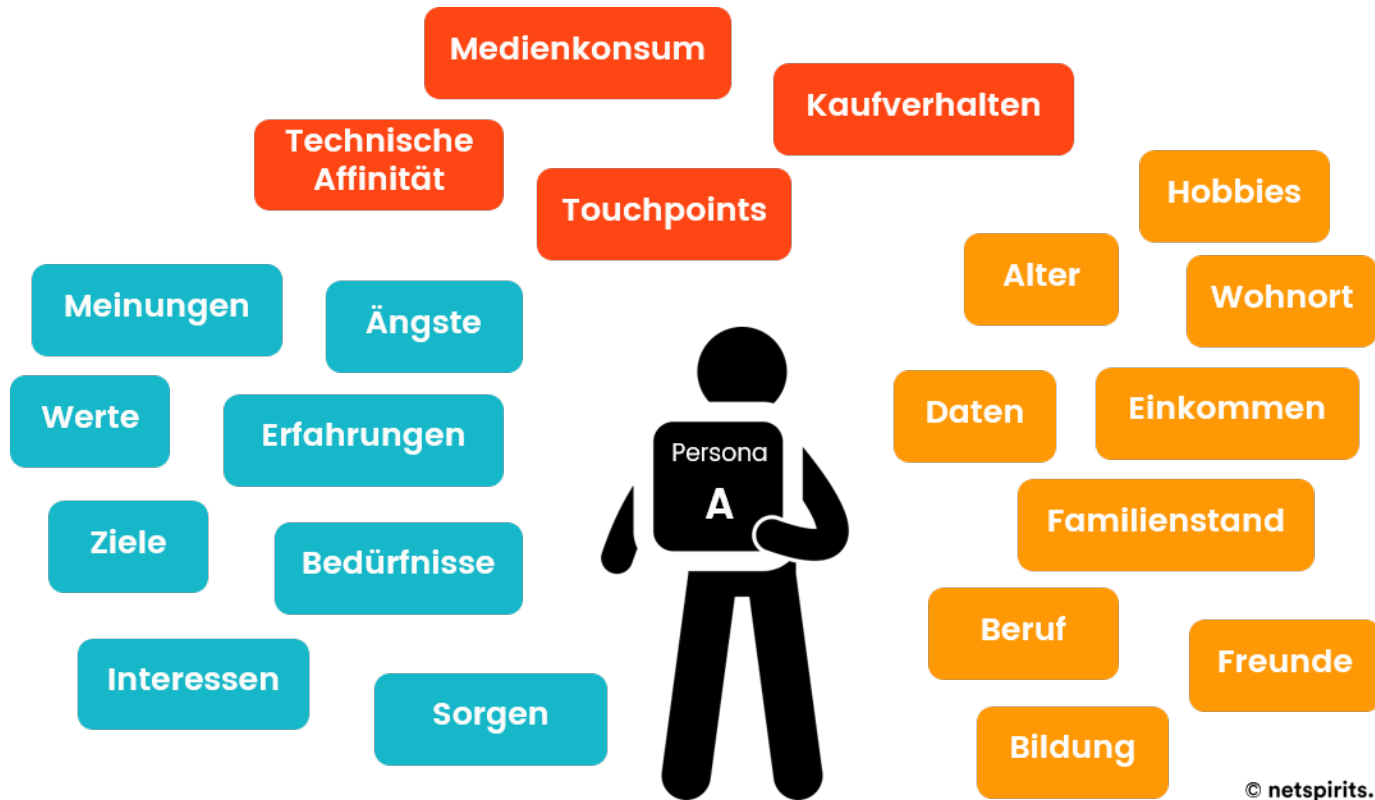 Medienkonsum
Kaufverhalten
Technische
Affinität
Touchpoints
Hobbies
Alter
Wohnort
Meinungen
Ängste
Werte
Erfahrungen
Daten
Einkommen
Persona
A
Ziele
Bedürfnisse
Familienstand
Beruf
Freunde
Interessen
Sorgen
Bildung
© netspirits.